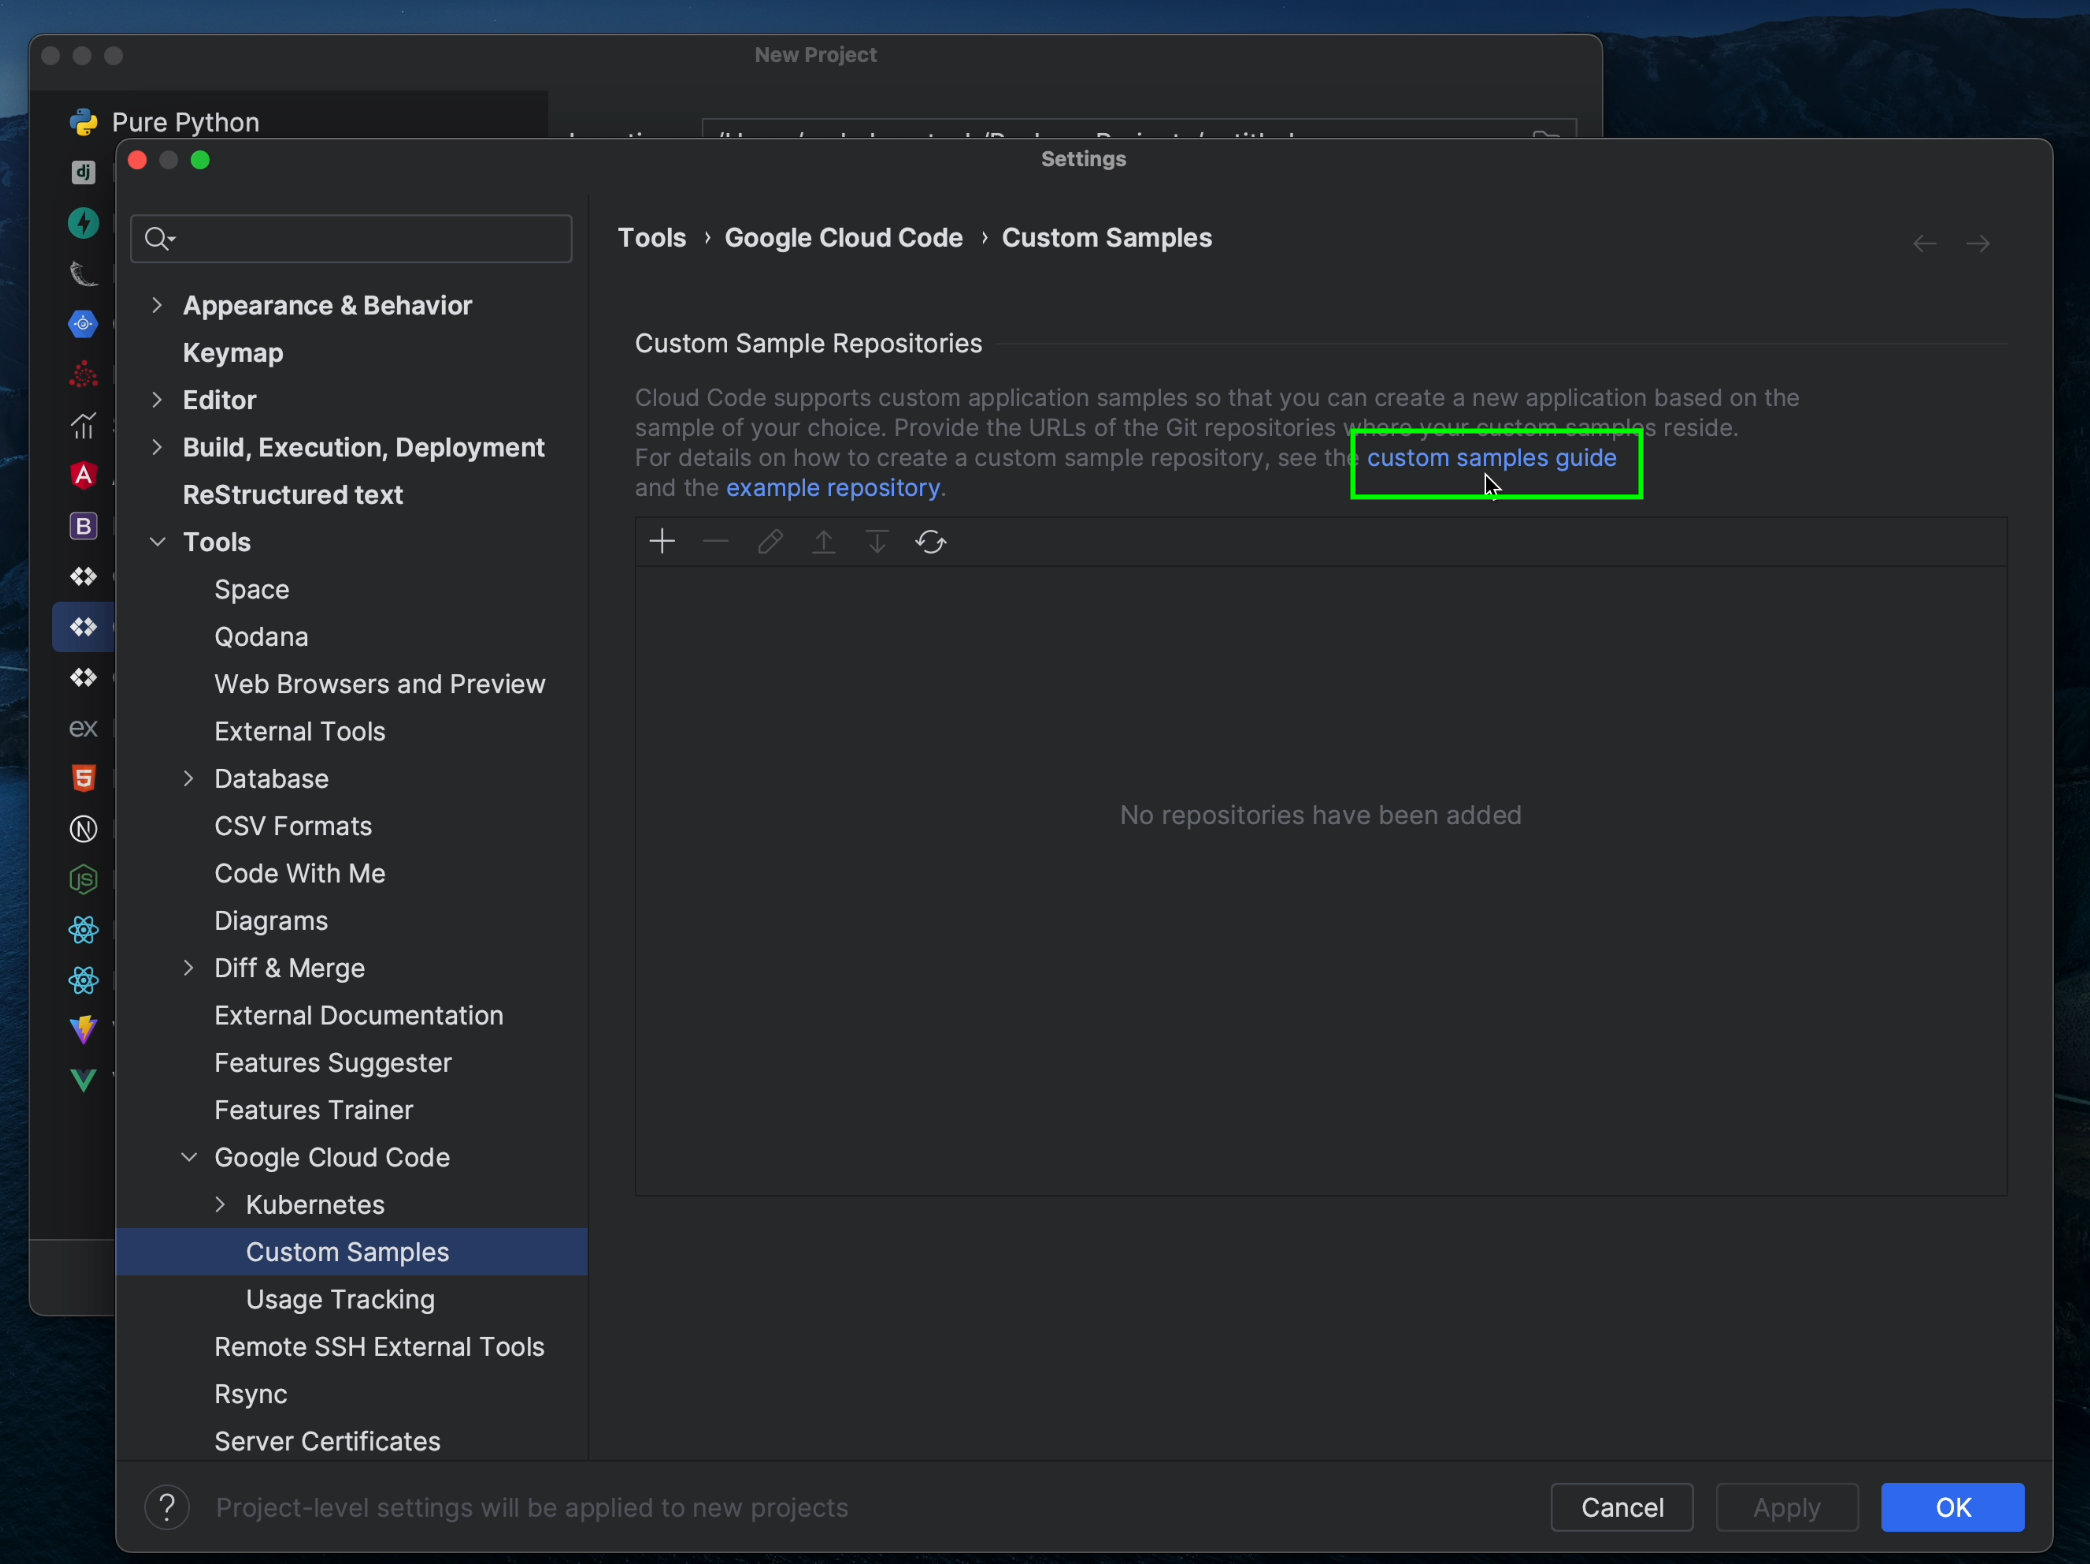 New Project
Pure Python
Settings
Tools › Google Cloud Code › Custom Samples
Appearance & Behavior
Keymap
Editor
Build, Execution, Deployment
ReStructured text
Tools
Space
Qodana
Web Browsers and Preview
External Tools
Database
CSV Formats
Code With Me
Diagrams
Diff & Merge
External Documentation
Features Suggester
Features Trainer
Google Cloud Code
Kubernetes
Custom Samples
Usage Tracking
Remote SSH External Tools
Rsync
Server Certificates
Custom Sample Repositories
Cloud Code supports custom application samples so that you can create a new application based on the
sample of your choice. Provide the URLs of the Git repositories where your custom samples reside.
For details on how to create a custom sample repository, see the custom samples guide
and the example repository.
No repositories have been added
dj
A
B
ex
5
N
JS
? Project-level settings will be applied to new projects
Cancel
Apply
OK